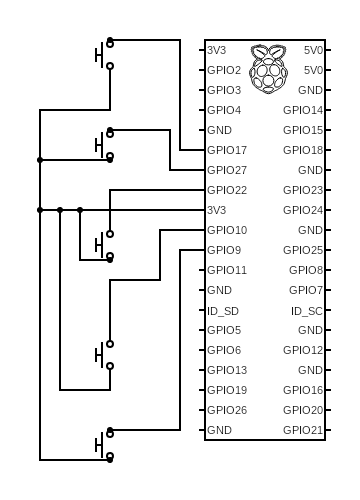 3V3 5V0
GPIO2 5V0
GPIO3 GND
GPIO4 GPIO14
GND GPIO15
GPIO17 GPIO18
GPIO27 GND
GPIO22 GPIO23
3V3 GPIO24
GPIO10 GND
GPIO9 GPIO25
GPIO11 GPIO8
GND GPIO7
ID_SD ID_SC
GPIO5 GND
GPIO6 GPIO12
GPIO13 GND
GPIO19 GPIO16
GPIO26 GPIO20
GND GPIO21